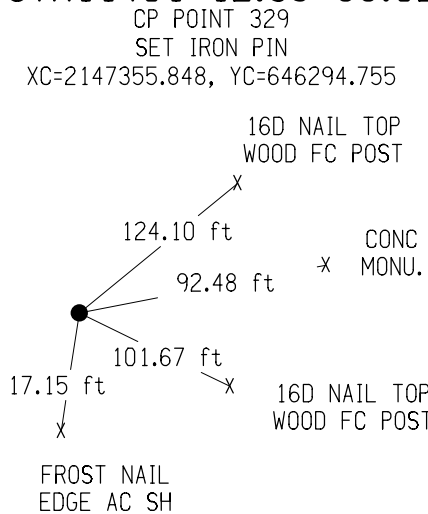 CP POINT 329
SET IRON PIN
XC=2147355.848, YC=646294.755
16D NAIL TOP
WOOD FC POST
X
124.10 ft
CONC
MONU.
X
92.48 ft
101.67 ft
X
17.15 ft
16D NAIL TOP
WOOD FC POST
X
FROST NAIL
EDGE AC SH